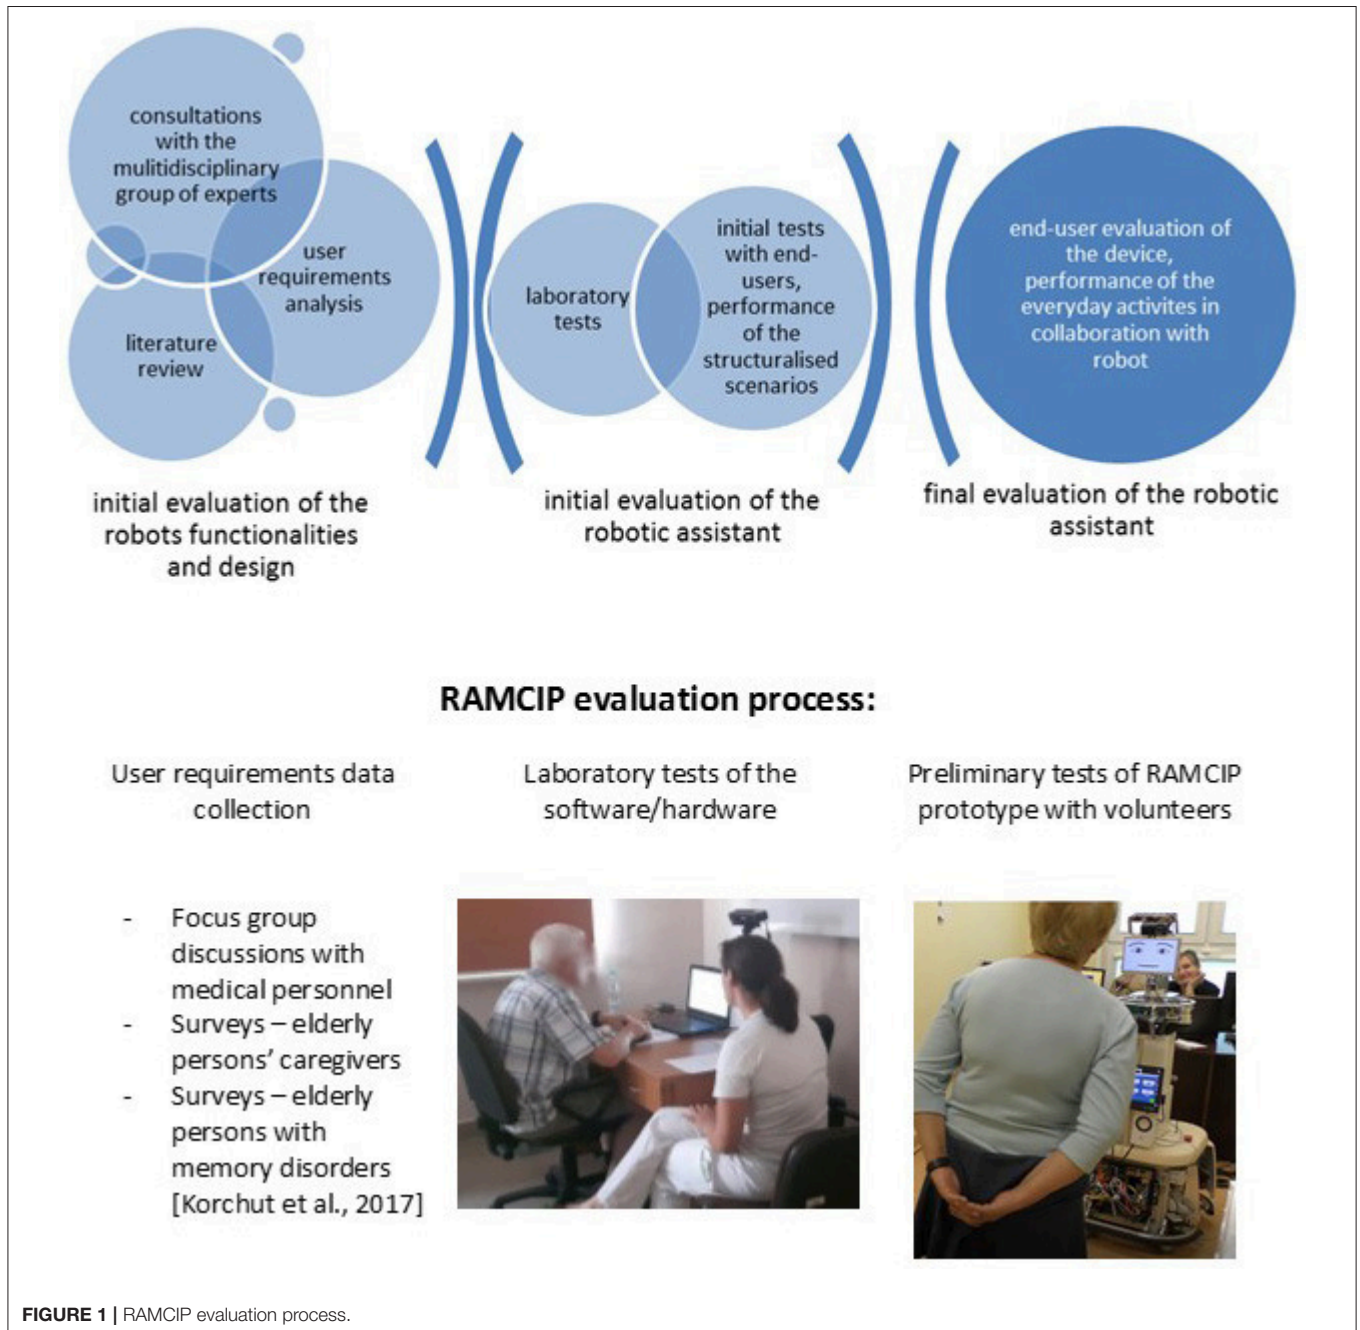 consultations
with the
mulitidisciplinary
group of experts
user
requirements
analysis
literature
review
initial evaluation of the
robots functionalities
and design
laboratory
tests
initial tests
with end-
users,
performance
of the
structuralised
scenarios
initial evaluation of the
robotic assistant
end-user evaluation of
the device,
performance of the
everyday activites in
collaboration with
robot
final evaluation of the robotic
assistant
RAMCIP evaluation process:
User requirements data
collection
- Focus group
discussions with
medical personnel
- Surveys – elderly
persons’ caregivers
- Surveys – elderly
persons with
memory disorders
[Korchut et al., 2017]
Laboratory tests of the
software/hardware
Preliminary tests of RAMCIP
prototype with volunteers
FIGURE 1 | RAMCIP evaluation process.